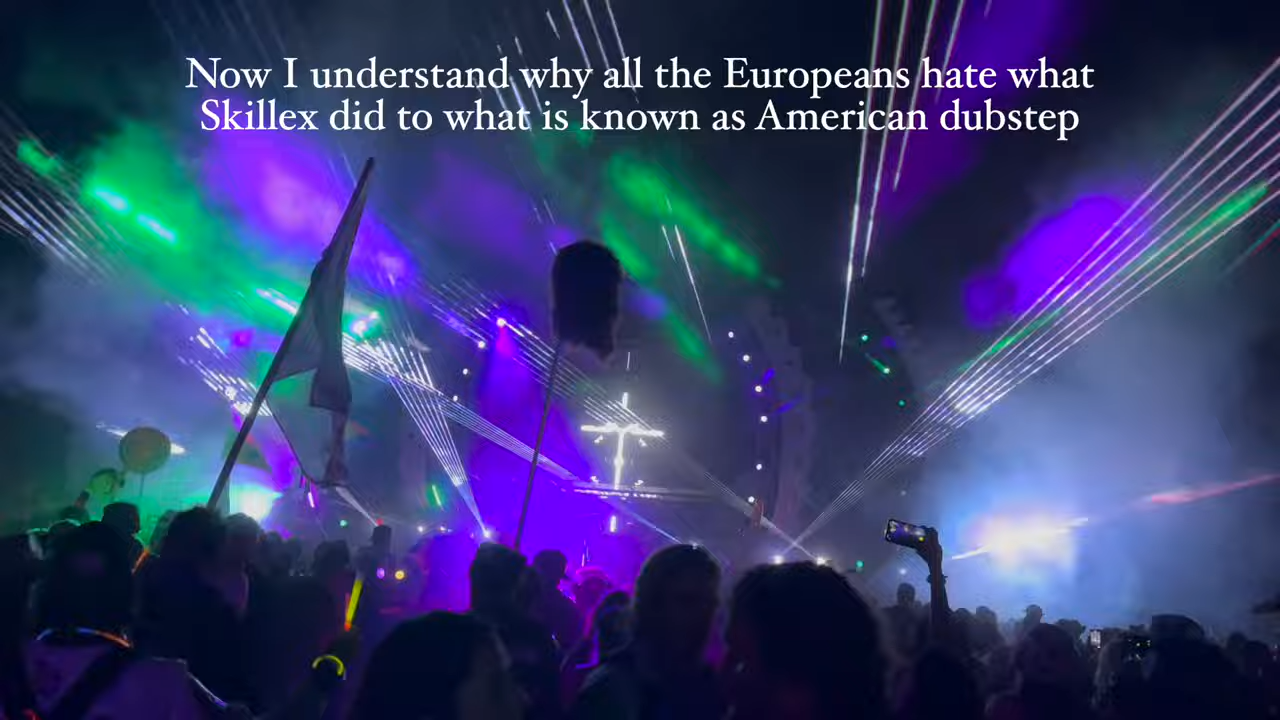 Now I understand why all the Europeans hate what
Skillex did to what is known as American dubstep